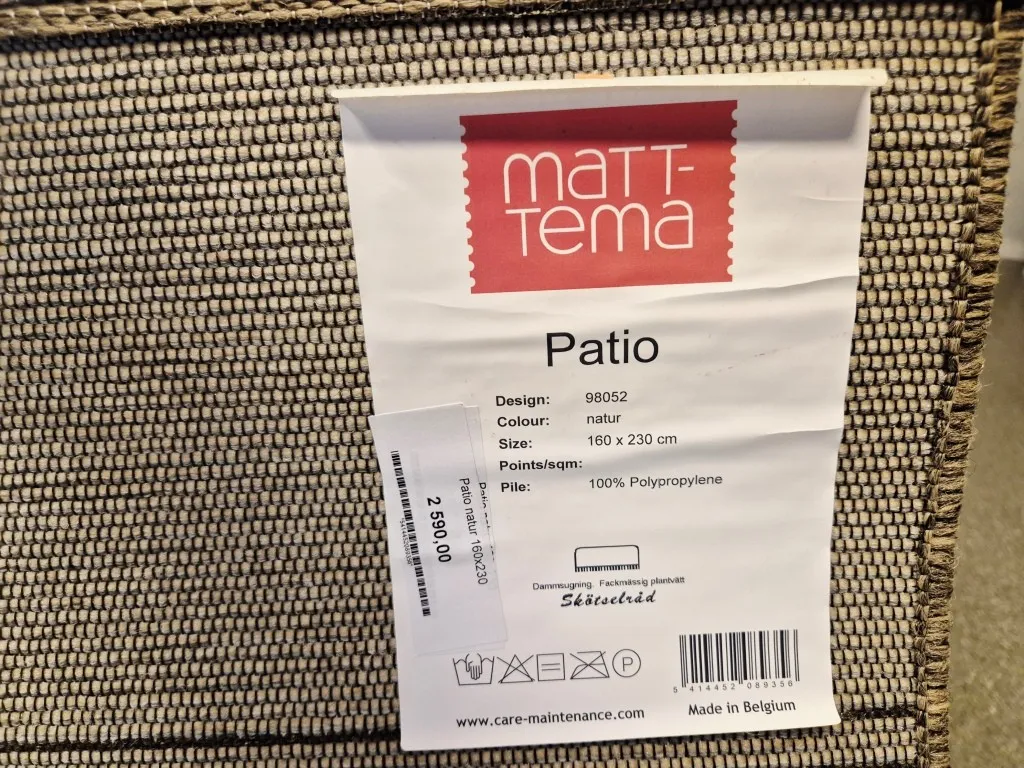 maTT-
Tema
Patio
Design: 98052
Colour: natur
Size: 160 x 230 cm
Points/sqm:
Pile: 100% Polypropylene
Patio natur 160x230
2 590,00
Dammsugning. Fackmässig plantvätt
Skötselråd
P
5 414452 089356
www.care-maintenance.com
Made in Belgium